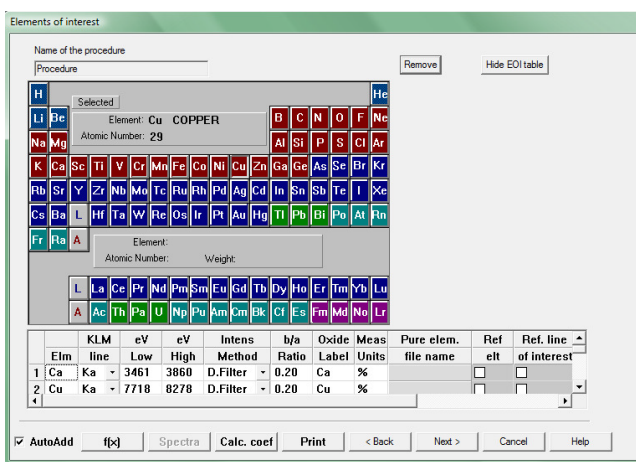 Elements of interest
Name of the procedure
Procedure
Remove
Hide EOI table
H He
Selected
Li Be Element: Cu COPPER B C N O F Ne
Na Mg Atomic Number: 29 Al Si P S Cl Ar
K Ca Sc Ti V Cr Mn Fe Co Ni Cu Zn Ga Ge As Se Br Kr
Rb Sr Y Zr Nb Mo Tc Ru Rh Pd Ag Cd In Sn Sb Te I Xe
Cs Ba L Hf Ta W Re Os Ir Pt Au Hg Tl Pb Bi Po At Rn
Fr Ra A Element:
Atomic Number: Weight:
L La Ce Pr Nd Pm Sm Eu Gd Tb Dy Ho Er Tm Yb Lu
A Ac Th Pa U Np Pu Am Cm Bk Cf Es Fm Md No Lr
KLM eV eV Intens b/a Oxide Meas Pure elem. Ref Ref. line
Elm line Low High Method Ratio Label Units file name elt of interest
1 Ca Ka 3461 3860 D.Filter 0.20 Ca %
2 Cu Ka 7718 8278 D.Filter 0.20 Cu %
AutoAdd f(x) Spectra Calc. coef Print < Back Next > Cancel Help